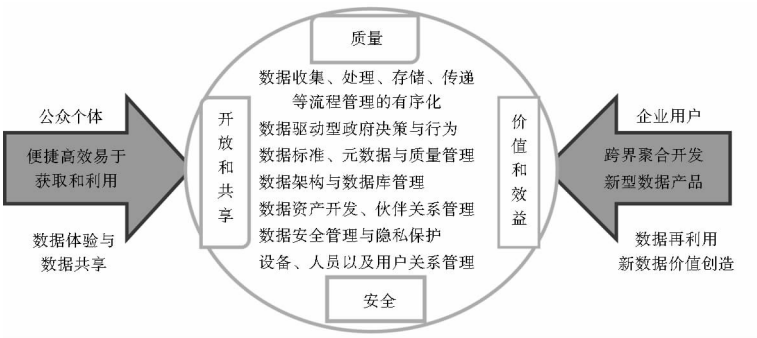 质量
数据收集、处理、存储、传递
等流程管理的有序化
数据驱动型政府决策与行为
数据标准、元数据与质量管理
数据架构与数据库管理
数据资产开发、伙伴关系管理
数据安全管理与隐私保护
设备、人员以及用户关系管理
安全
开放和共享
价值和效益
公众个体
便捷高效易于
获取和利用
数据体验与
数据共享
企业用户
跨界聚合开发
新型数据产品
数据再利用
新数据价值创造